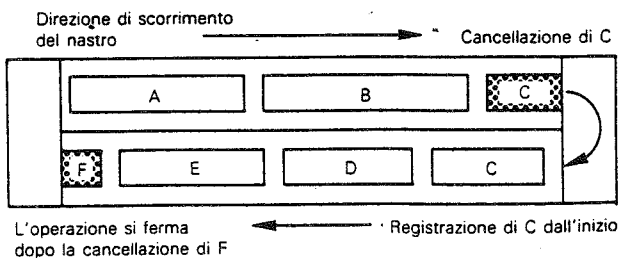 Direzione di scorrimento
del nastro
Cancellazione di C
A
B
C
F
E
D
C
L'operazione si ferma
dopo la cancellazione di F
Registrazione di C dall'inizio